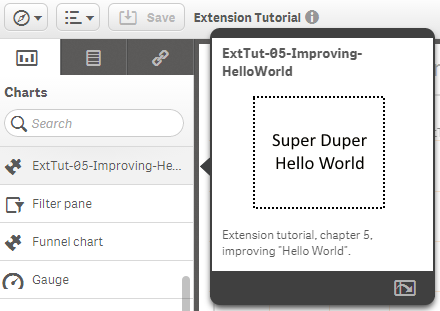 Save
Extension Tutorial
Charts
Search
ExtTut-05-Improving-He...
Filter pane
Funnel chart
Gauge
ExtTut-05-Improving-
HelloWorld
Super Duper
Hello World
Extension tutorial, chapter 5,
improving "Hello World".